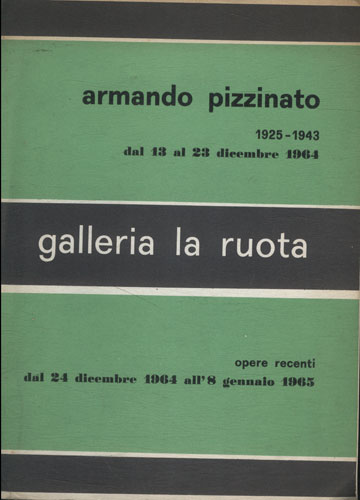 armando pizzinato
1925-1943
dal 13 al 23 dicembre 1964
galleria la ruota
opere recenti
dal 24 dicembre 1964 all'8 gennaio 1965